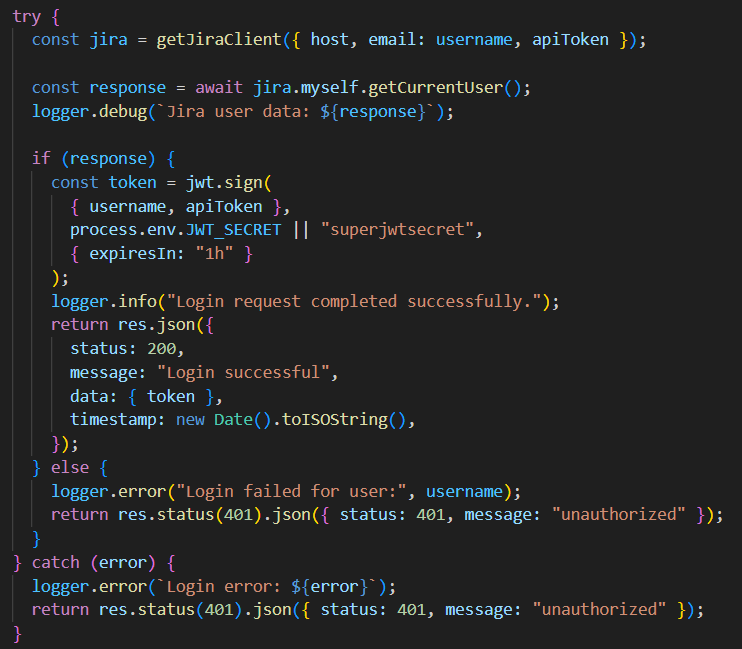 try {
  const jira = getJiraClient({ host, email: username, apiToken });

  const response = await jira.myself.getCurrentUser();
  logger.debug(`Jira user data: ${response}`);

  if (response) {
    const token = jwt.sign(
      { username, apiToken },
      process.env.JWT_SECRET || "superjwtsecret",
      { expiresIn: "1h" }
    );
    logger.info("Login request completed successfully.");
    return res.json({
      status: 200,
      message: "Login successful",
      data: { token },
      timestamp: new Date().toISOString(),
    });
  } else {
    logger.error("Login failed for user:", username);
    return res.status(401).json({ status: 401, message: "unauthorized" });
  }
} catch (error) {
  logger.error(`Login error: ${error}`);
  return res.status(401).json({ status: 401, message: "unauthorized" });
}